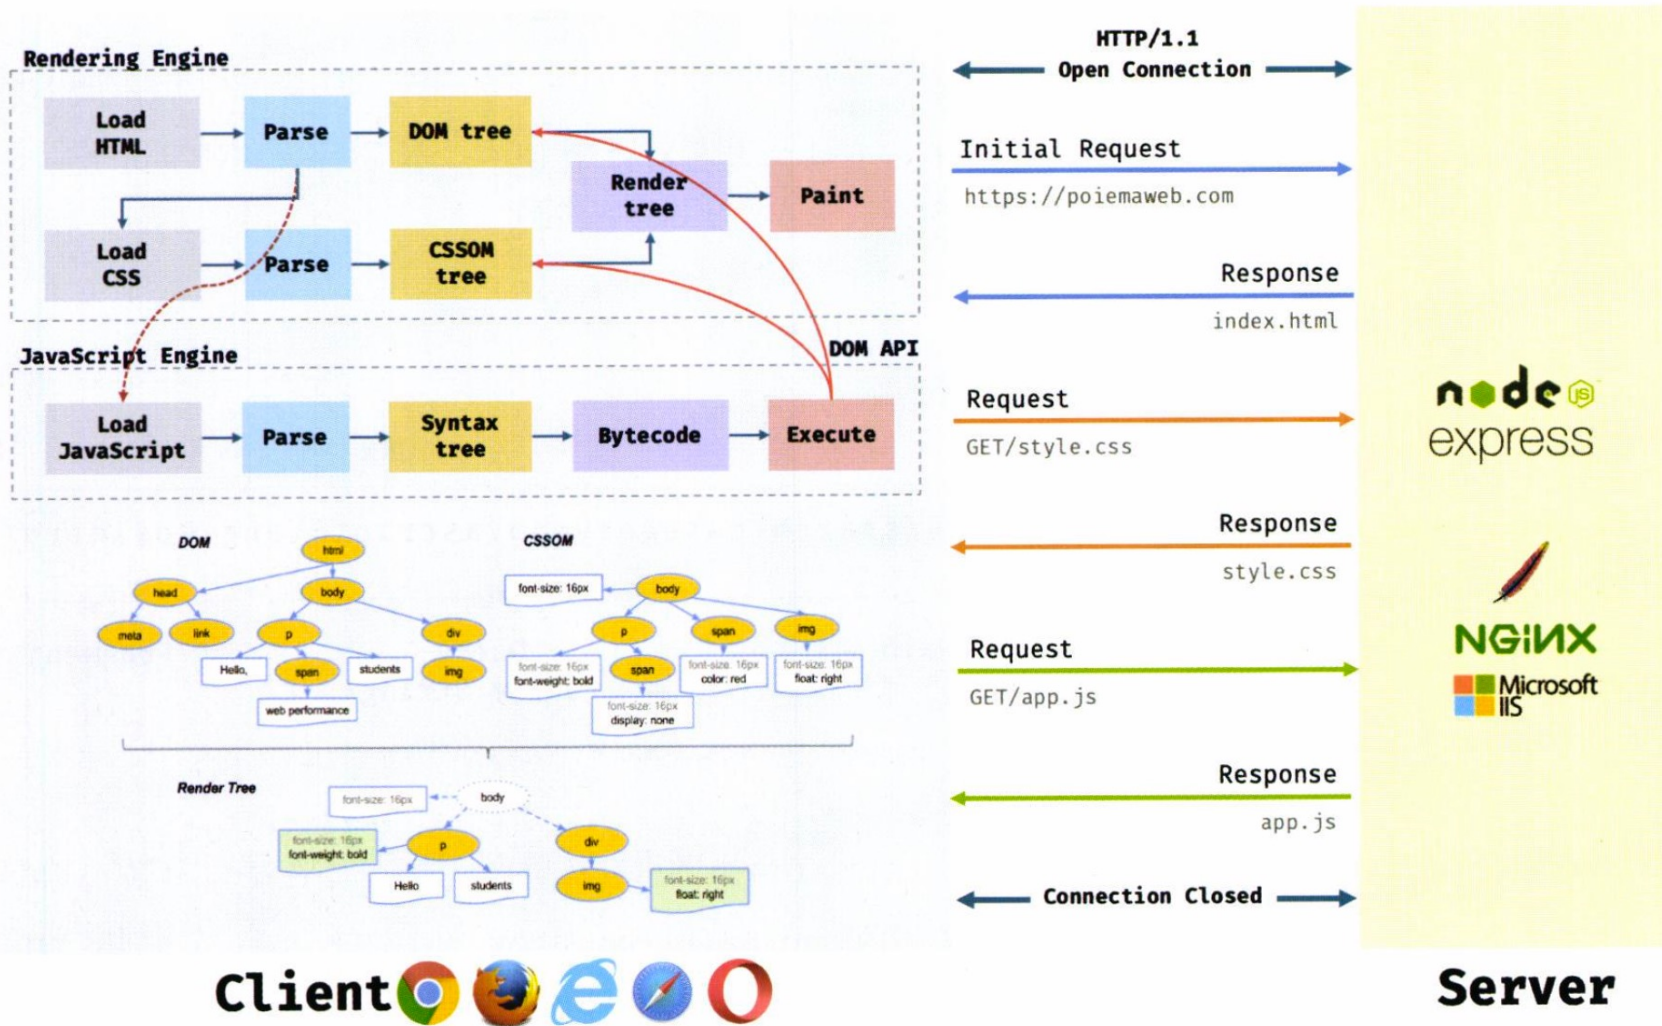 Rendering Engine
Load
HTML
Parse
DOM tree
Render
tree
Paint
Load
CSS
Parse
CSSOM
tree
JavaScript Engine
DOM API
Load
JavaScript
Parse
Syntax
tree
Bytecode
Execute
DOM
html
head
body
meta
link
p
div
Hello,
span
students
img
web performance
CSSOM
font-size: 16px
body
p
span
img
font-size: 16px
font-weight: bold
span
font-size: 16px
color: red
font-size: 16px
float: right
font-size: 16px
display: none
Render Tree
font-size: 16px
body
font-size: 16px
font-weight: bold
p
div
Hello
students
img
font-size: 16px
float: right
HTTP/1.1
Open Connection
Initial Request
https://poiemaweb.com
Response
index.html
Request
GET/style.css
Response
style.css
Request
GET/app.js
Response
app.js
Connection Closed
node
JS
express
NGiNX
Microsoft
IIS
Client
Server